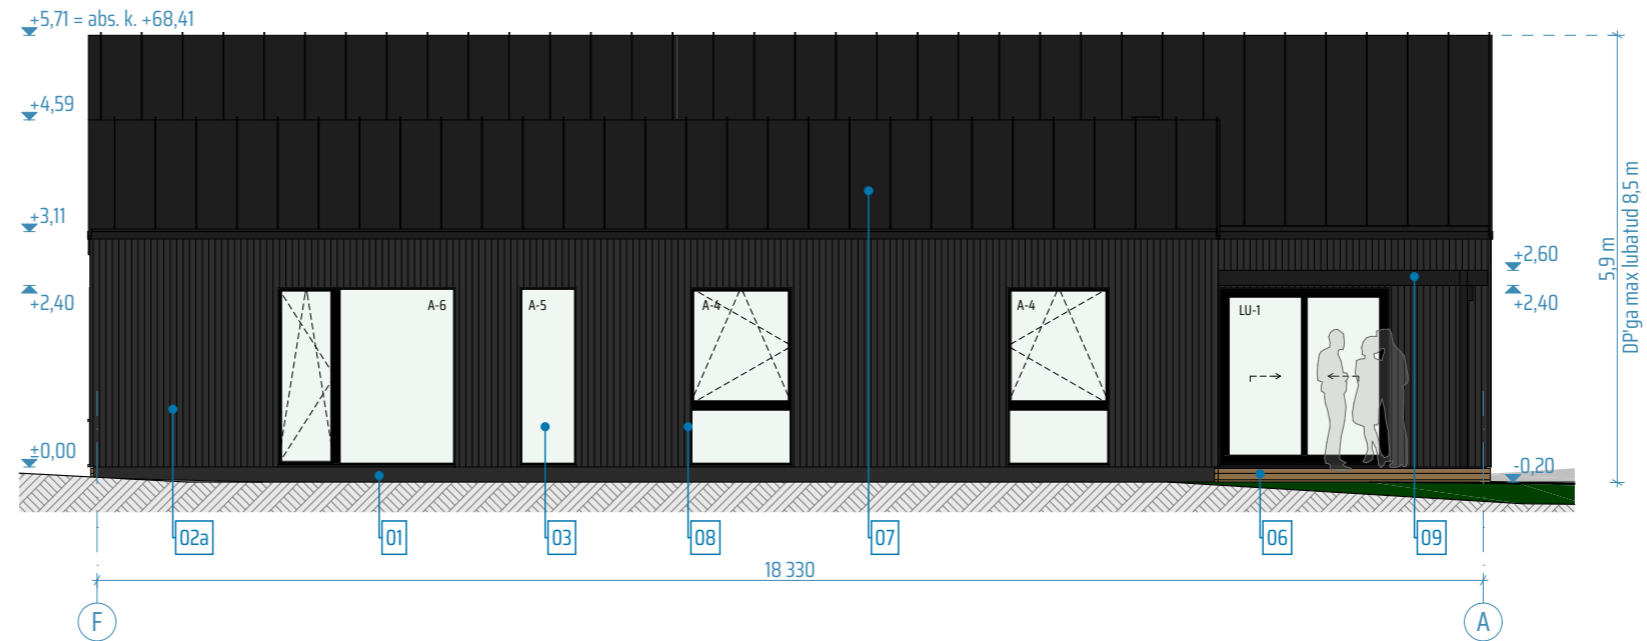 +5,71 = abs. k. +68,41
+4,59
+3,11
+2,40
±0,00
A-6
A-5
A-4
A-4
LU-1
+2,60
+2,40
-0,20
5,9 m
DP'ga max lubatud 8,5 m
02a
01
03
08
07
06
09
18 330
F
A